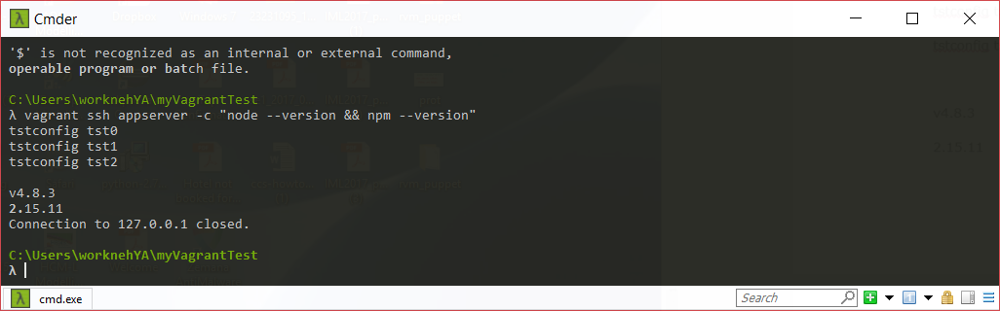 Cmder
'$' is not recognized as an internal or external command,
operable program or batch file.
C:\Users\worknehYA\myVagrantTest
λ vagrant ssh appserver -c "node --version && npm --version"
tstconfig tst0
tstconfig tst1
tstconfig tst2
v4.8.3
2.15.11
Connection to 127.0.0.1 closed.
C:\Users\worknehYA\myVagrantTest
λ
cmd.exe
Search